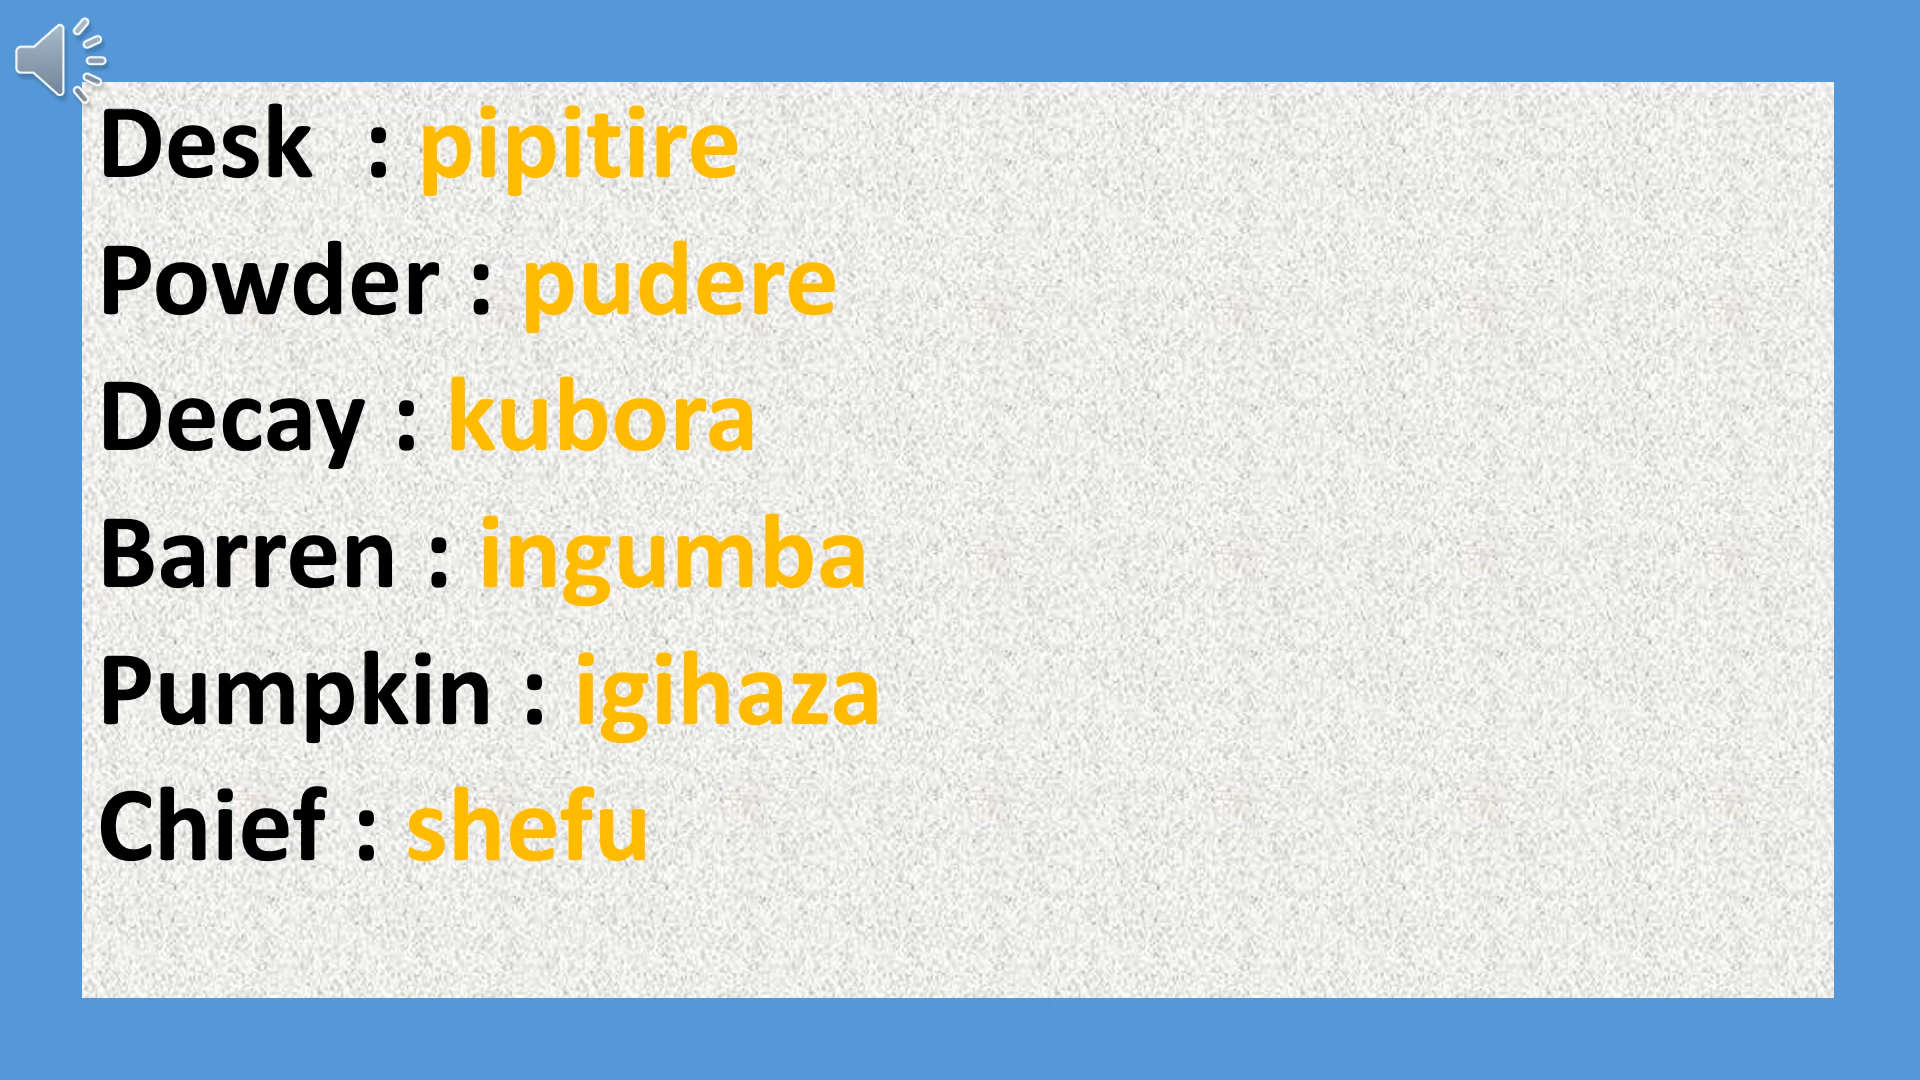 Desk : pipitire
Powder : pudere
Decay : kubora
Barren : ingumba
Pumpkin : igihaza
Chief : shefu